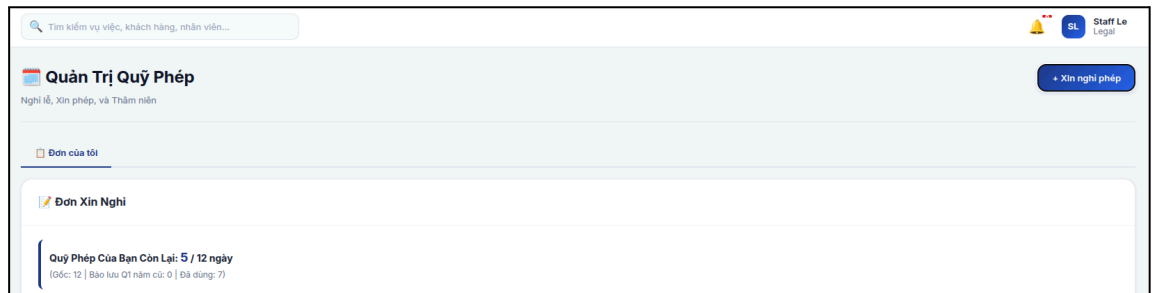 Tìm kiếm vụ việc, khách hàng, nhân viên...
SL
Staff Le
Legal
Quản Trị Quỹ Phép
Nghỉ lễ, Xin phép, và Thâm niên
+ Xin nghỉ phép
Đơn của tôi
Đơn Xin Nghỉ
Quỹ Phép Của Bạn Còn Lại: 5 / 12 ngày
(Gốc: 12 | Bảo lưu Q1 năm cũ: 0 | Đã dùng: 7)